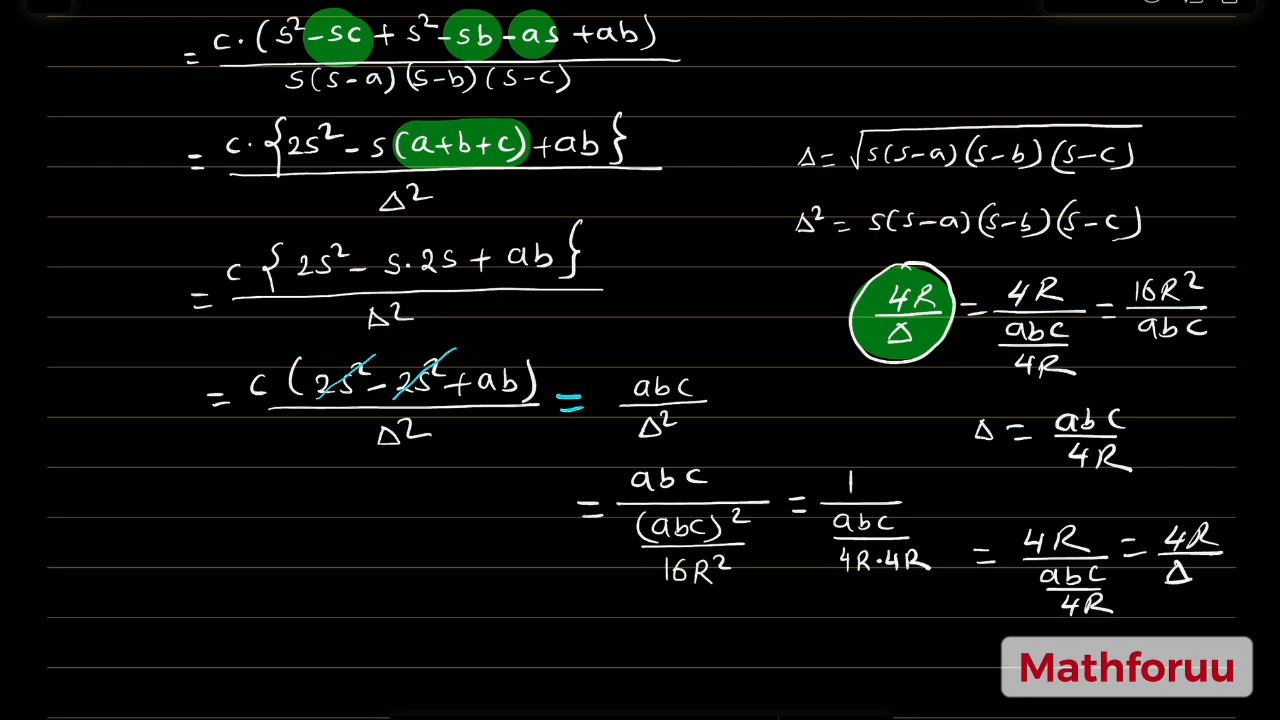 = c·(s²-sc+s²-sb-as+ab) / s(s-a)(s-b)(s-c)
= c·{2s²-s(a+b+c)+ab} / Δ²
Δ = √s(s-a)(s-b)(s-c)
Δ² = s(s-a)(s-b)(s-c)
= c{2s²-s·2s+ab} / Δ²
4R/Δ = 4R / (abc/4R) = 16R²/abc
= c(2s²-2s²+ab) / Δ² = abc/Δ²
Δ = abc/4R
= abc / ((abc)²/16R²) = 1 / (abc/4R·4R) = 4R / (abc/4R) = 4R/Δ
Mathforuu